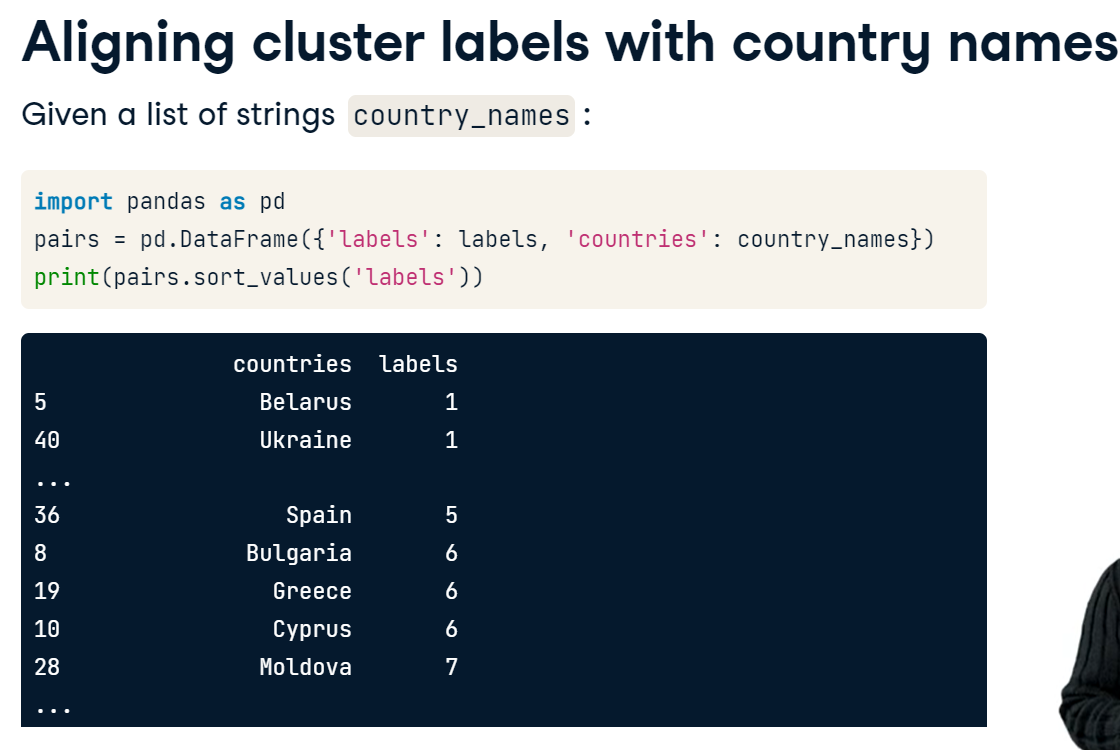 Aligning cluster labels with country names
Given a list of strings country_names :
import pandas as pd
pairs = pd.DataFrame({'labels': labels, 'countries': country_names})
print(pairs.sort_values('labels'))
countries labels
5 Belarus 1
40 Ukraine 1
...
36 Spain 5
8 Bulgaria 6
19 Greece 6
10 Cyprus 6
28 Moldova 7
...